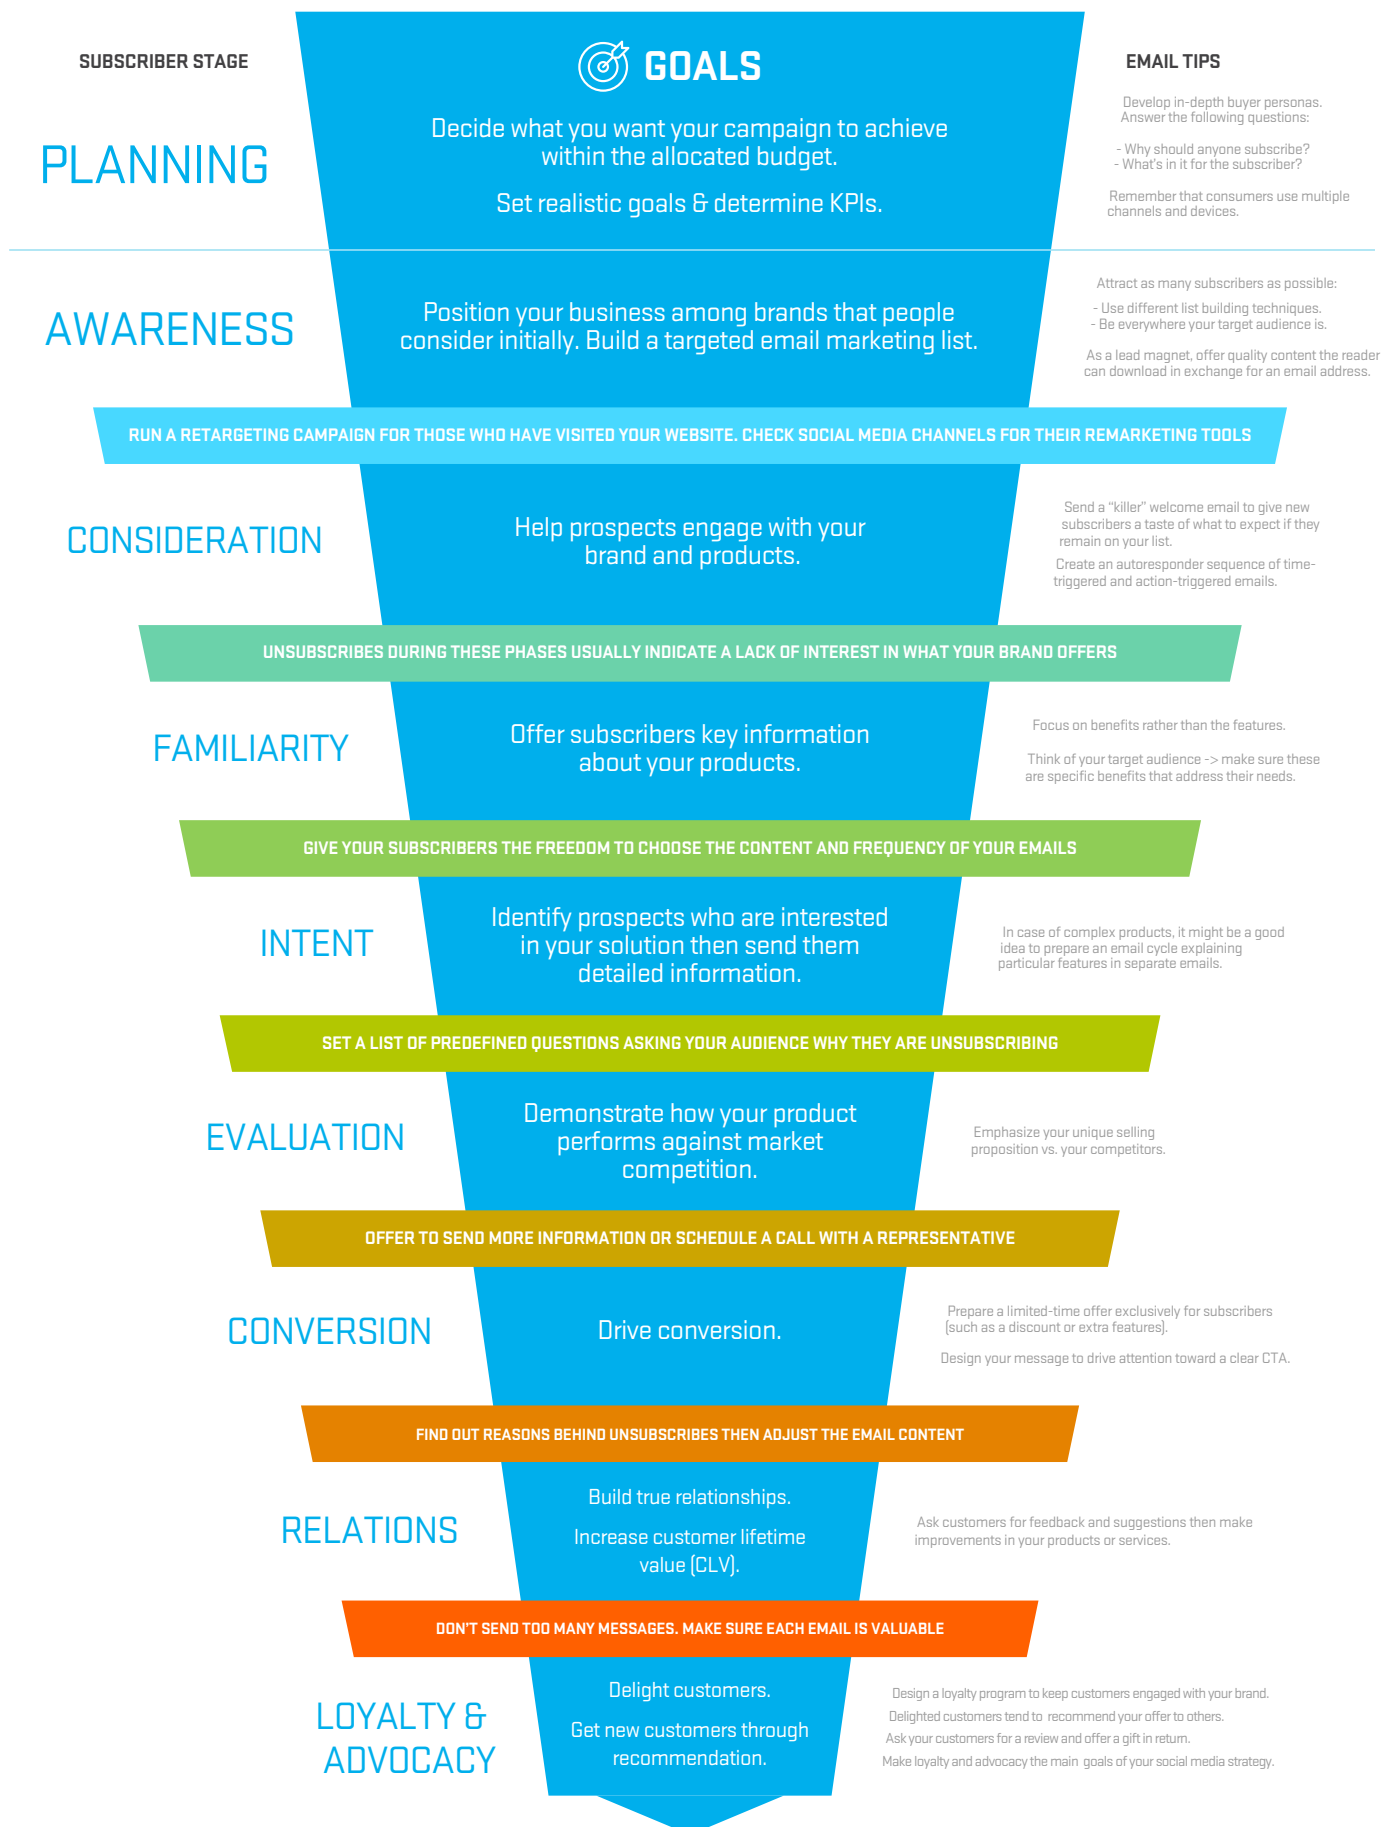 SUBSCRIBER STAGE
GOALS
EMAIL TIPS
PLANNING
Decide what you want your campaign to achieve
within the allocated budget.
Set realistic goals & determine KPIs.
Develop in-depth buyer personas.
Answer the following questions:
- Why should anyone subscribe?
- What's in it for the subscriber?
Remember that consumers use multiple
channels and devices.
AWARENESS
Position your business among brands that people
consider initially. Build a targeted email marketing list.
Attract as many subscribers as possible:
- Use different list building techniques.
- Be everywhere your target audience is.
As a lead magnet, offer quality content the reader
can download in exchange for an email address.
RUN A RETARGETING CAMPAIGN FOR THOSE WHO HAVE VISITED YOUR WEBSITE. CHECK SOCIAL MEDIA CHANNELS FOR THEIR REMARKETING TOOLS
CONSIDERATION
Help prospects engage with your
brand and products.
Send a “killer” welcome email to give new
subscribers a taste of what to expect if they
remain on your list.
Create an autoresponder sequence of time-
triggered and action-triggered emails.
UNSUBSCRIBES DURING THESE PHASES USUALLY INDICATE A LACK OF INTEREST IN WHAT YOUR BRAND OFFERS
FAMILIARITY
Offer subscribers key information
about your products.
Focus on benefits rather than the features.
Think of your target audience -> make sure these
are specific benefits that address their needs.
GIVE YOUR SUBSCRIBERS THE FREEDOM TO CHOOSE THE CONTENT AND FREQUENCY OF YOUR EMAILS
INTENT
Identify prospects who are interested
in your solution then send them
detailed information.
In case of complex products, it might be a good
idea to prepare an email cycle explaining
particular features in separate emails.
SET A LIST OF PREDEFINED QUESTIONS ASKING YOUR AUDIENCE WHY THEY ARE UNSUBSCRIBING
EVALUATION
Demonstrate how your product
performs against market
competition.
Emphasize your unique selling
proposition vs. your competitors.
OFFER TO SEND MORE INFORMATION OR SCHEDULE A CALL WITH A REPRESENTATIVE
CONVERSION
Drive conversion.
Prepare a limited-time offer exclusively for subscribers
(such as a discount or extra features).
Design your message to drive attention toward a clear CTA.
FIND OUT REASONS BEHIND UNSUBSCRIBES THEN ADJUST THE EMAIL CONTENT
RELATIONS
Build true relationships.
Increase customer lifetime
value (CLV).
Ask customers for feedback and suggestions then make
improvements in your products or services.
DON'T SEND TOO MANY MESSAGES. MAKE SURE EACH EMAIL IS VALUABLE
LOYALTY &
ADVOCACY
Delight customers.
Get new customers through
recommendation.
Design a loyalty program to keep customers engaged with your brand.
Delighted customers tend to recommend your offer to others.
Ask your customers for a review and offer a gift in return.
Make loyalty and advocacy the main goals of your social media strategy.